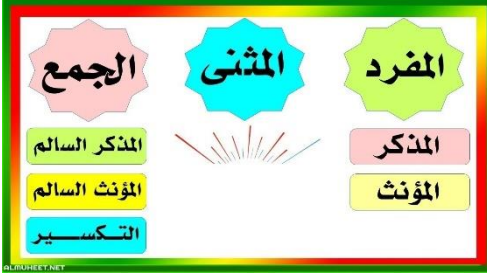 المفرد
المثنى
الجمع
المذكر
المؤنث
المذكر السالم
المؤنث السالم
التكسير
ALMUHEET.NET